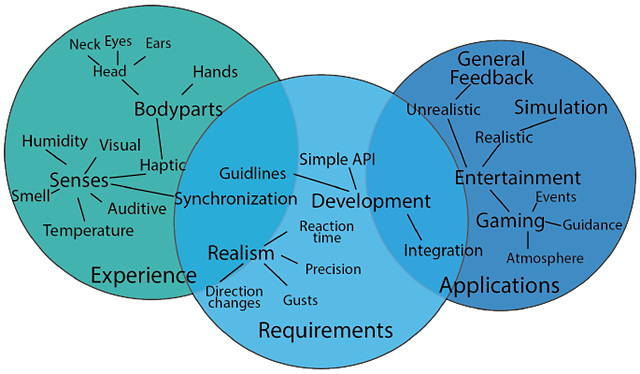 Neck
Eyes
Ears
Head
Hands
Bodyparts
Humidity
Visual
Haptic
Senses
Smell
Auditive
Temperature
Experience
Guidlines
Synchronization
Simple API
Development
Reaction
time
Realism
Precision
Direction
changes
Gusts
Integration
Requirements
General
Feedback
Unrealistic
Simulation
Realistic
Entertainment
Events
Gaming
Guidance
Atmosphere
Applications